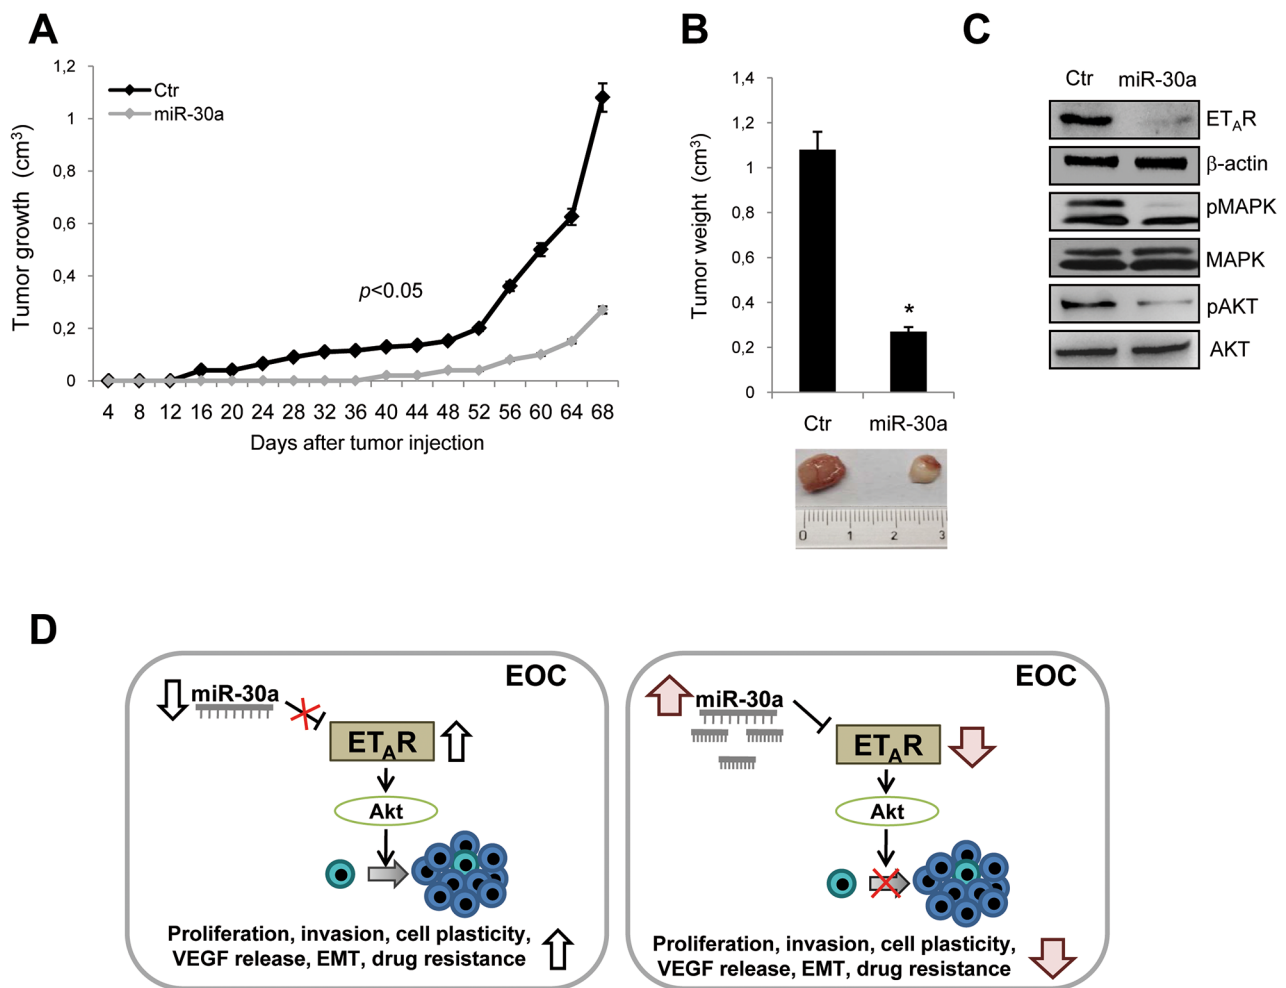 A
1,2
1
0,8
0,6
0,4
0,2
0
Tumor growth (cm³)
Ctr
miR-30a
p<0.05
4 8 12 16 20 24 28 32 36 40 44 48 52 56 60 64 68
Days after tumor injection
B
1,4
1,2
1
0,8
0,6
0,4
0,2
0
Tumor weight (cm³)
*
Ctr miR-30a
0 1 2 3
C
Ctr miR-30a
ETAR
β-actin
pMAPK
MAPK
pAKT
AKT
D
EOC
miR-30a
ETAR
Akt
Proliferation, invasion, cell plasticity,
VEGF release, EMT, drug resistance
EOC
miR-30a
ETAR
Akt
Proliferation, invasion, cell plasticity,
VEGF release, EMT, drug resistance